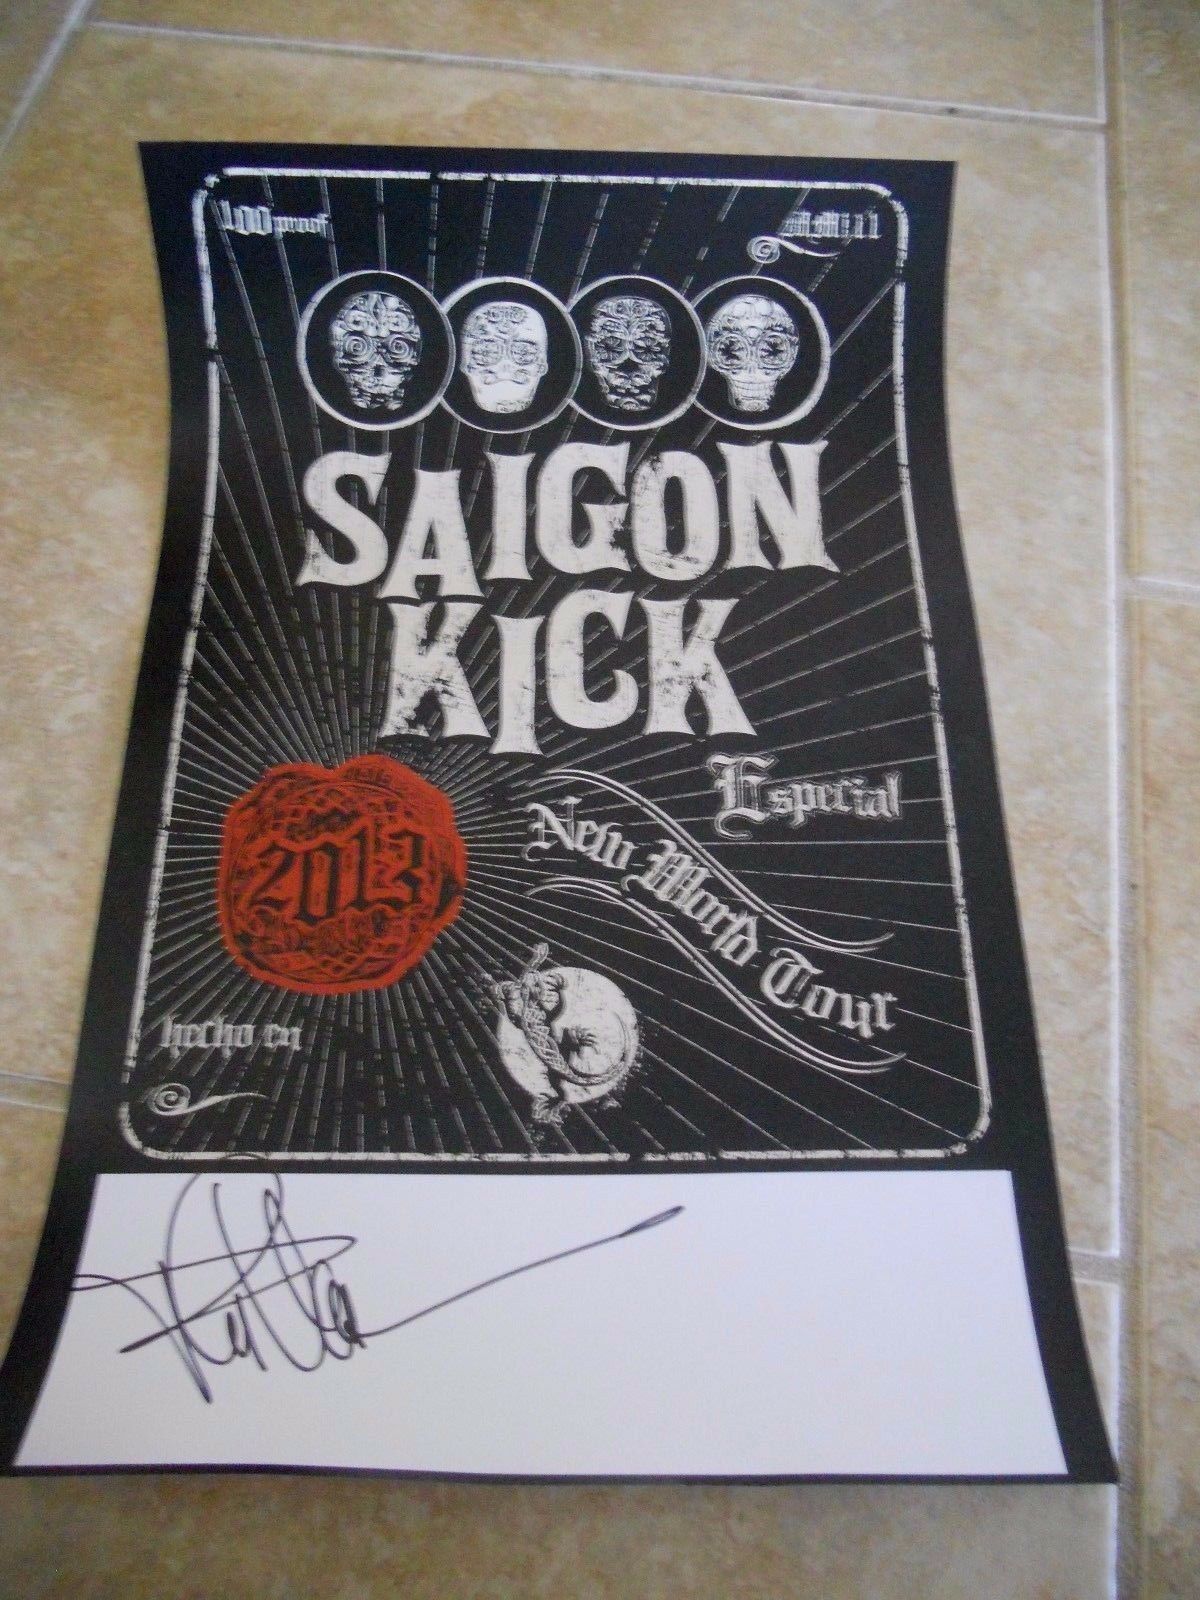 100 proof
SAIGON
KICK
Especial
New World Tour
2013
hecho en